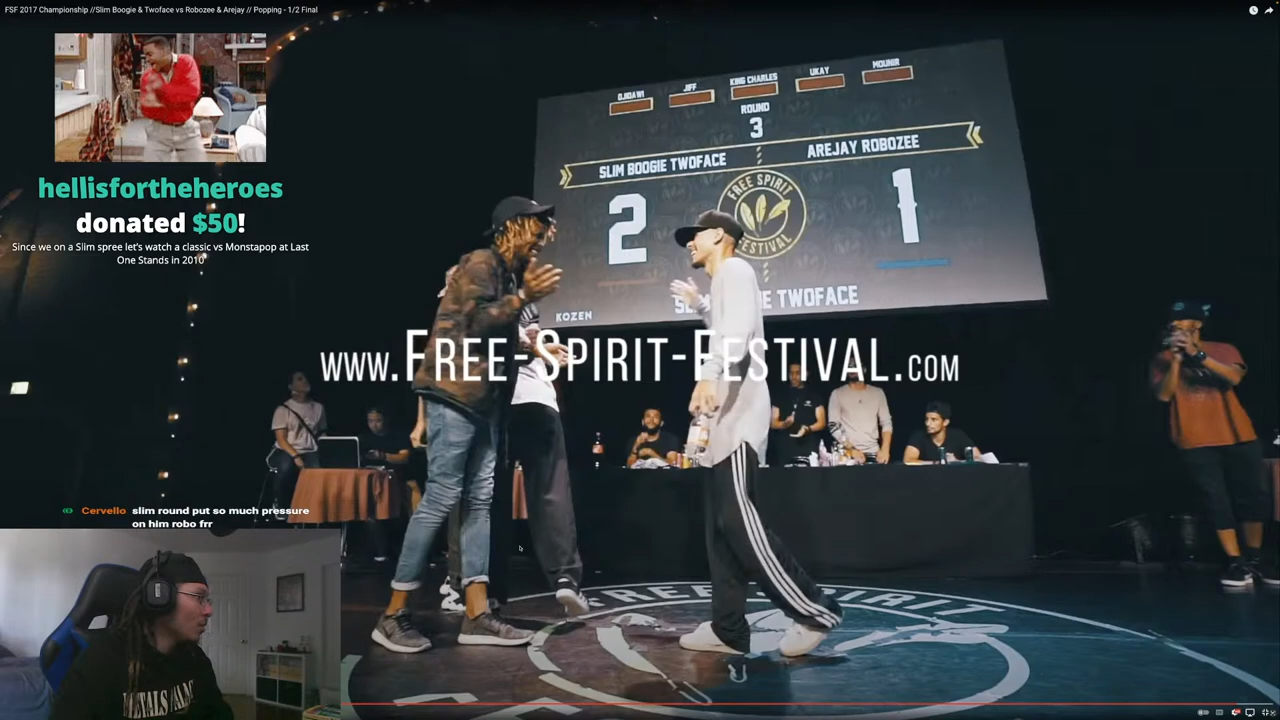 FSF 2017 Championship //Slim Boogie & Twoface vs Robozee & Arejay // Popping - 1/2 Final
hellisfortheheroes
donated $50!
Since we on a Slim spree let's watch a classic vs Monstapop at Last
One Stands in 2010
DJIDAWI
JIFF
KING CHARLES
UKAY
MOUNIR
ROUND
3
SLIM BOOGIE TWOFACE
AREJAY ROBOZEE
2
1
FREE SPIRIT
FESTIVAL
KOZEN
TWOFACE
www.Free-Spirit-Festival.com
Cervello slim round put so much pressure
on him robo frr
FREE SPIRIT